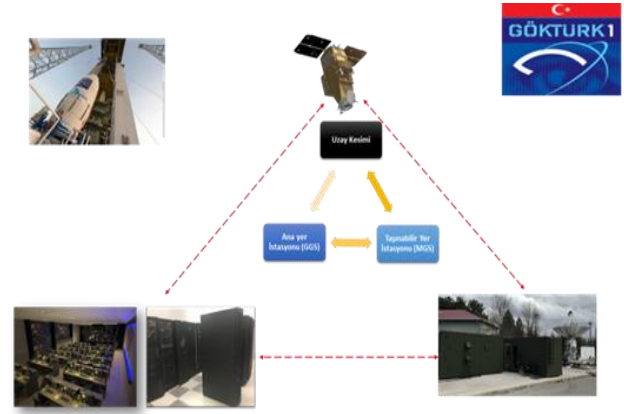 GÖKTURK1
Uzay Kesimi
Ana yer
İstasyonu (GGS)
Taşınabilir Yer
İstasyonu (MGS)